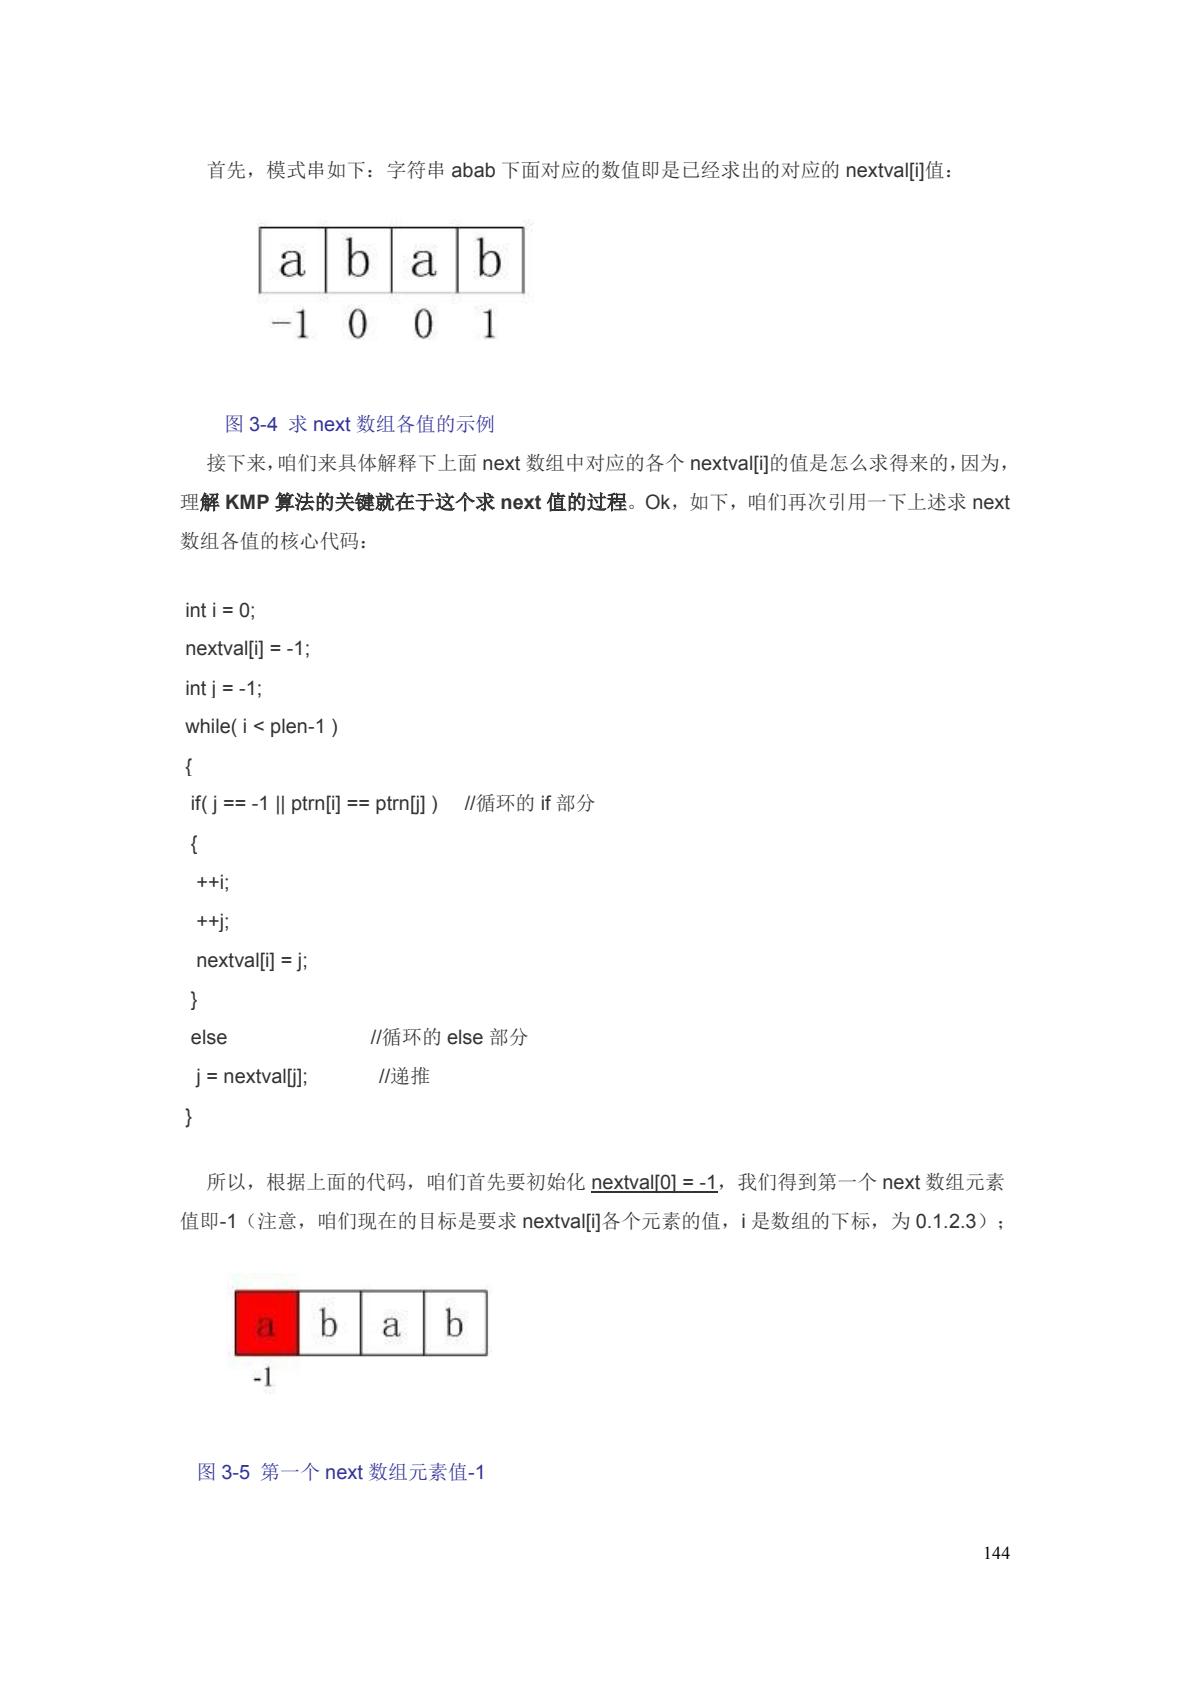 首先，模式串如下：字符串 abab 下面对应的数值即是已经求出的对应的 nextval[i]值：
a b a b
-1 0 0 1
图 3-4 求 next 数组各值的示例
接下来，咱们来具体解释下上面 next 数组中对应的各个 nextval[i]的值是怎么求得来的，因为，
理解 KMP 算法的关键就在于这个求 next 值的过程。Ok，如下，咱们再次引用一下上述求 next
数组各值的核心代码：
int i = 0;
nextval[i] = -1;
int j = -1;
while( i < plen-1 )
{
if( j == -1 || ptrn[i] == ptrn[j] ) //循环的 if 部分
{
++i;
++j;
nextval[i] = j;
}
else //循环的 else 部分
j = nextval[j]; //递推
}
所以，根据上面的代码，咱们首先要初始化 nextval[0] = -1，我们得到第一个 next 数组元素
值即-1（注意，咱们现在的目标是要求 nextval[i]各个元素的值，i 是数组的下标，为 0.1.2.3）；
a b a b
-1
图 3-5 第一个 next 数组元素值-1
144